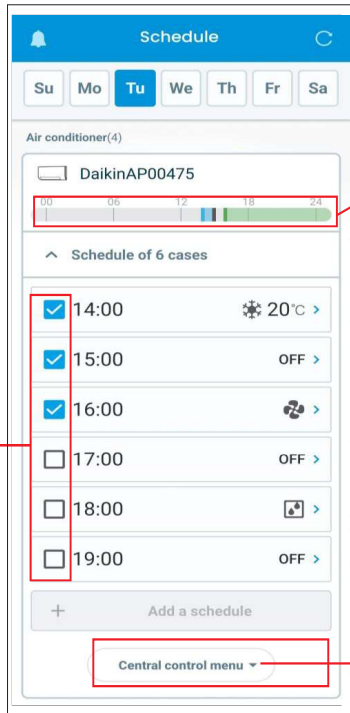 Schedule
Su Mo Tu We Th Fr Sa
Air conditioner(4)
DaikinAP00475
00 06 12 18 24
Schedule of 6 cases
14:00 20°C >
15:00 OFF >
16:00 >
17:00 OFF >
18:00 >
19:00 OFF >
+ Add a schedule
Central control menu